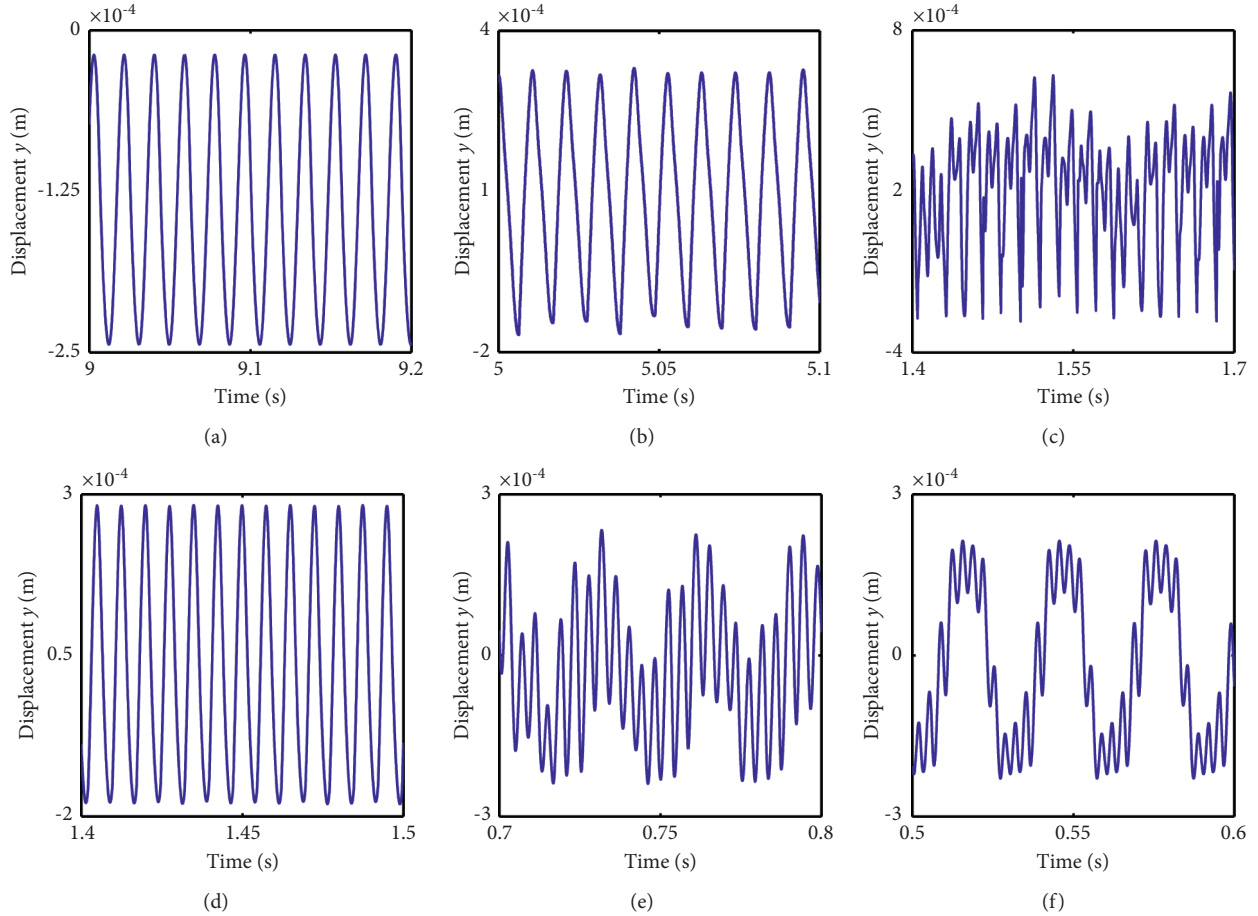 ×10-4
0
-1.25
-2.5
Displacement y (m)
9
9.1
9.2
Time (s)
(a)
×10-4
4
1
-2
Displacement y (m)
5
5.05
5.1
Time (s)
(b)
×10-4
8
2
-4
Displacement y (m)
1.4
1.55
1.7
Time (s)
(c)
×10-4
3
0.5
-2
Displacement y (m)
1.4
1.45
1.5
Time (s)
(d)
×10-4
3
0
-3
Displacement y (m)
0.7
0.75
0.8
Time (s)
(e)
×10-4
3
0
-3
Displacement y (m)
0.5
0.55
0.6
Time (s)
(f)